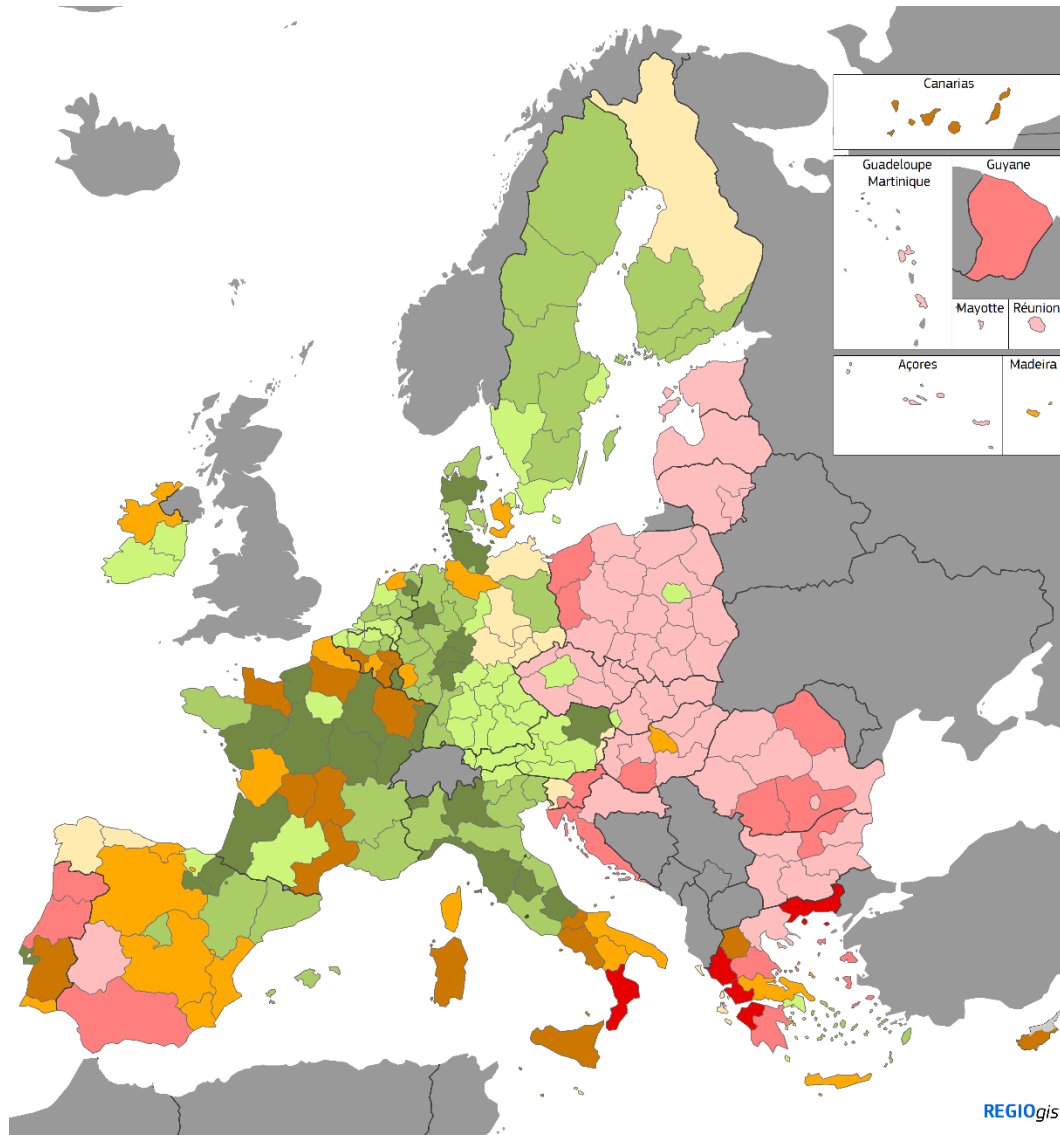 Canarias
Guadeloupe
Martinique
Guyane
Mayotte
Réunion
Açores
Madeira
REGIOgis